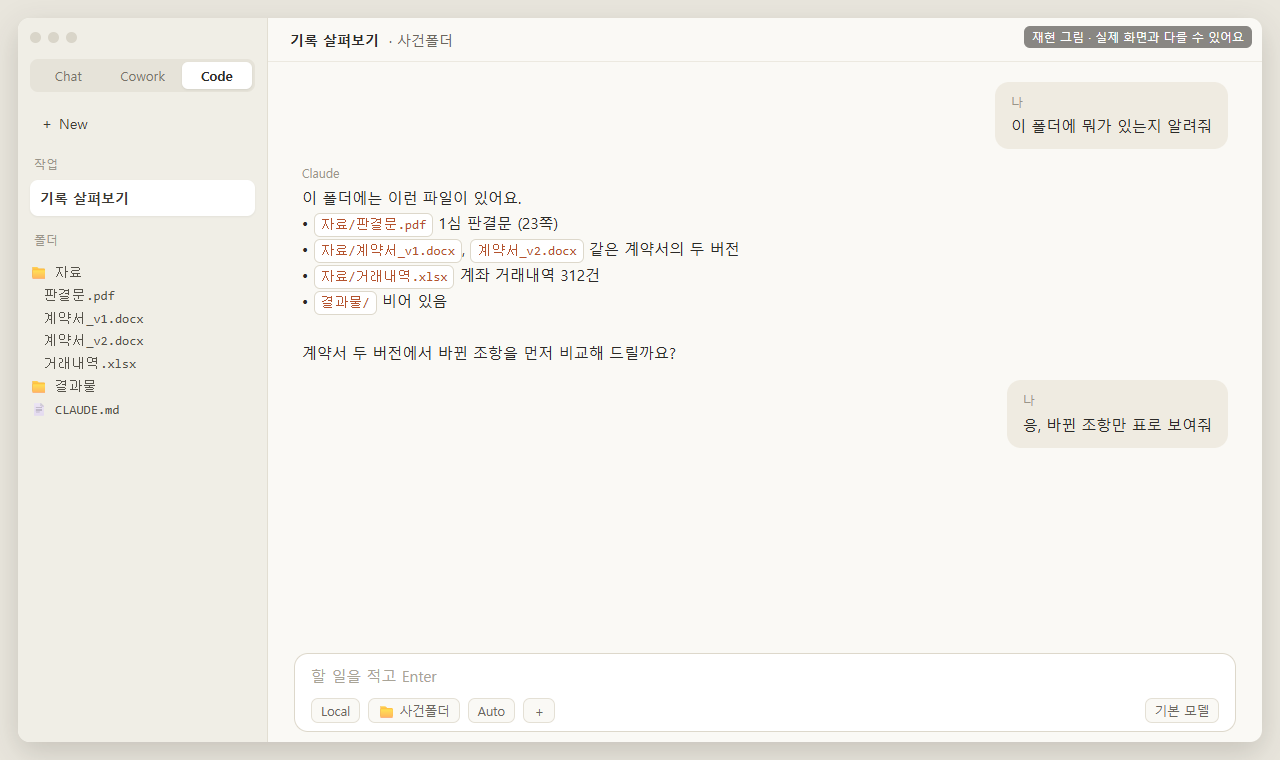 Chat Cowork Code
+ New
작업
기록 살펴보기
폴더
자료
판결문.pdf
계약서_v1.docx
계약서_v2.docx
거래내역.xlsx
결과물
CLAUDE.md
기록 살펴보기 · 사건폴더
재현 그림 · 실제 화면과 다를 수 있어요
나
이 폴더에 뭐가 있는지 알려줘
Claude
이 폴더에는 이런 파일이 있어요.
• 자료/판결문.pdf 1심 판결문 (23쪽)
• 자료/계약서_v1.docx, 계약서_v2.docx 같은 계약서의 두 버전
• 자료/거래내역.xlsx 계좌 거래내역 312건
• 결과물/ 비어 있음
계약서 두 버전에서 바뀐 조항을 먼저 비교해 드릴까요?
나
응, 바뀐 조항만 표로 보여줘
할 일을 적고 Enter
Local 사건폴더 Auto + 기본 모델